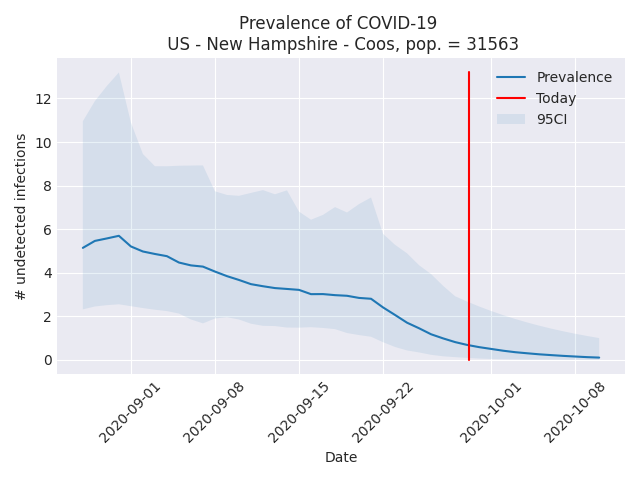 Prevalence of COVID-19
US - New Hampshire - Coos, pop. = 31563
Prevalence
Today
95CI
# undetected infections
12
10
8
6
4
2
0
2020-09-01
2020-09-08
2020-09-15
2020-09-22
2020-10-01
2020-10-08
Date